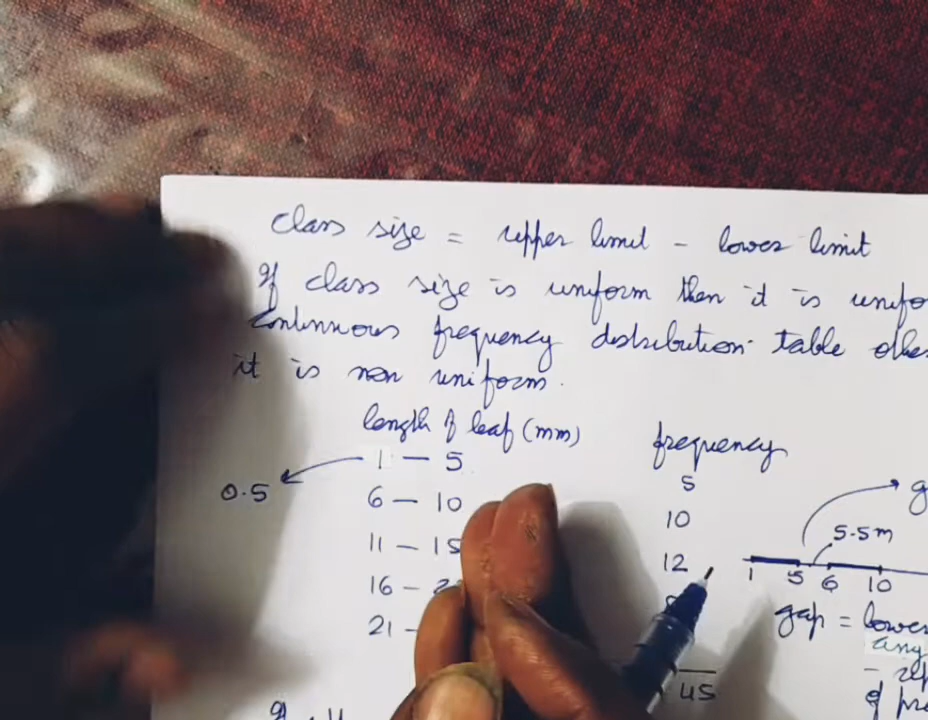 class size = upper limit - lower limit
If class size is uniform then it is
continuous frequency distribution table
it is non uniform.
length of leaf (mm) frequency
1 - 5 5
0.5
6 - 10 10
11 - 15 12
16 -
21 -
45
5.5m
1 5 6 10
gap = lower
any
of